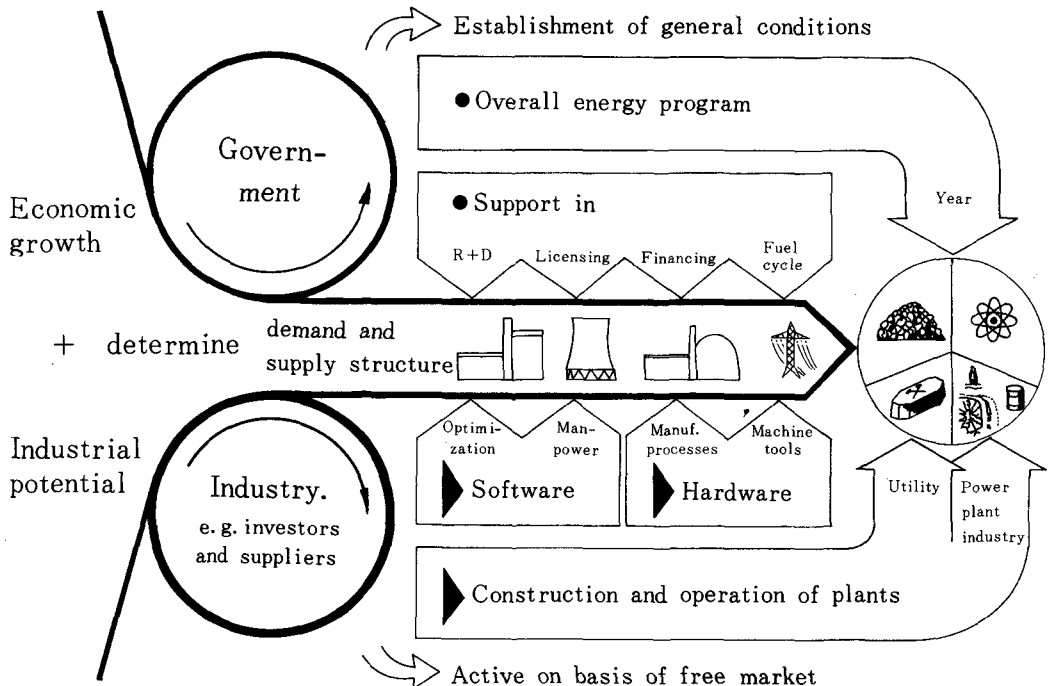 Establishment of general conditions
● Overall energy program
Year
Govern-
ment
Economic
growth
● Support in
R+D
Licensing
Financing
Fuel
cycle
+ determine
demand and
supply structure
Industrial
potential
Industry.
e. g. investors
and suppliers
Optimi-
zation
Man-
power
Manuf.
processes
Machine
tools
Software
Hardware
Utility
Power
plant
industry
Construction and operation of plants
Active on basis of free market